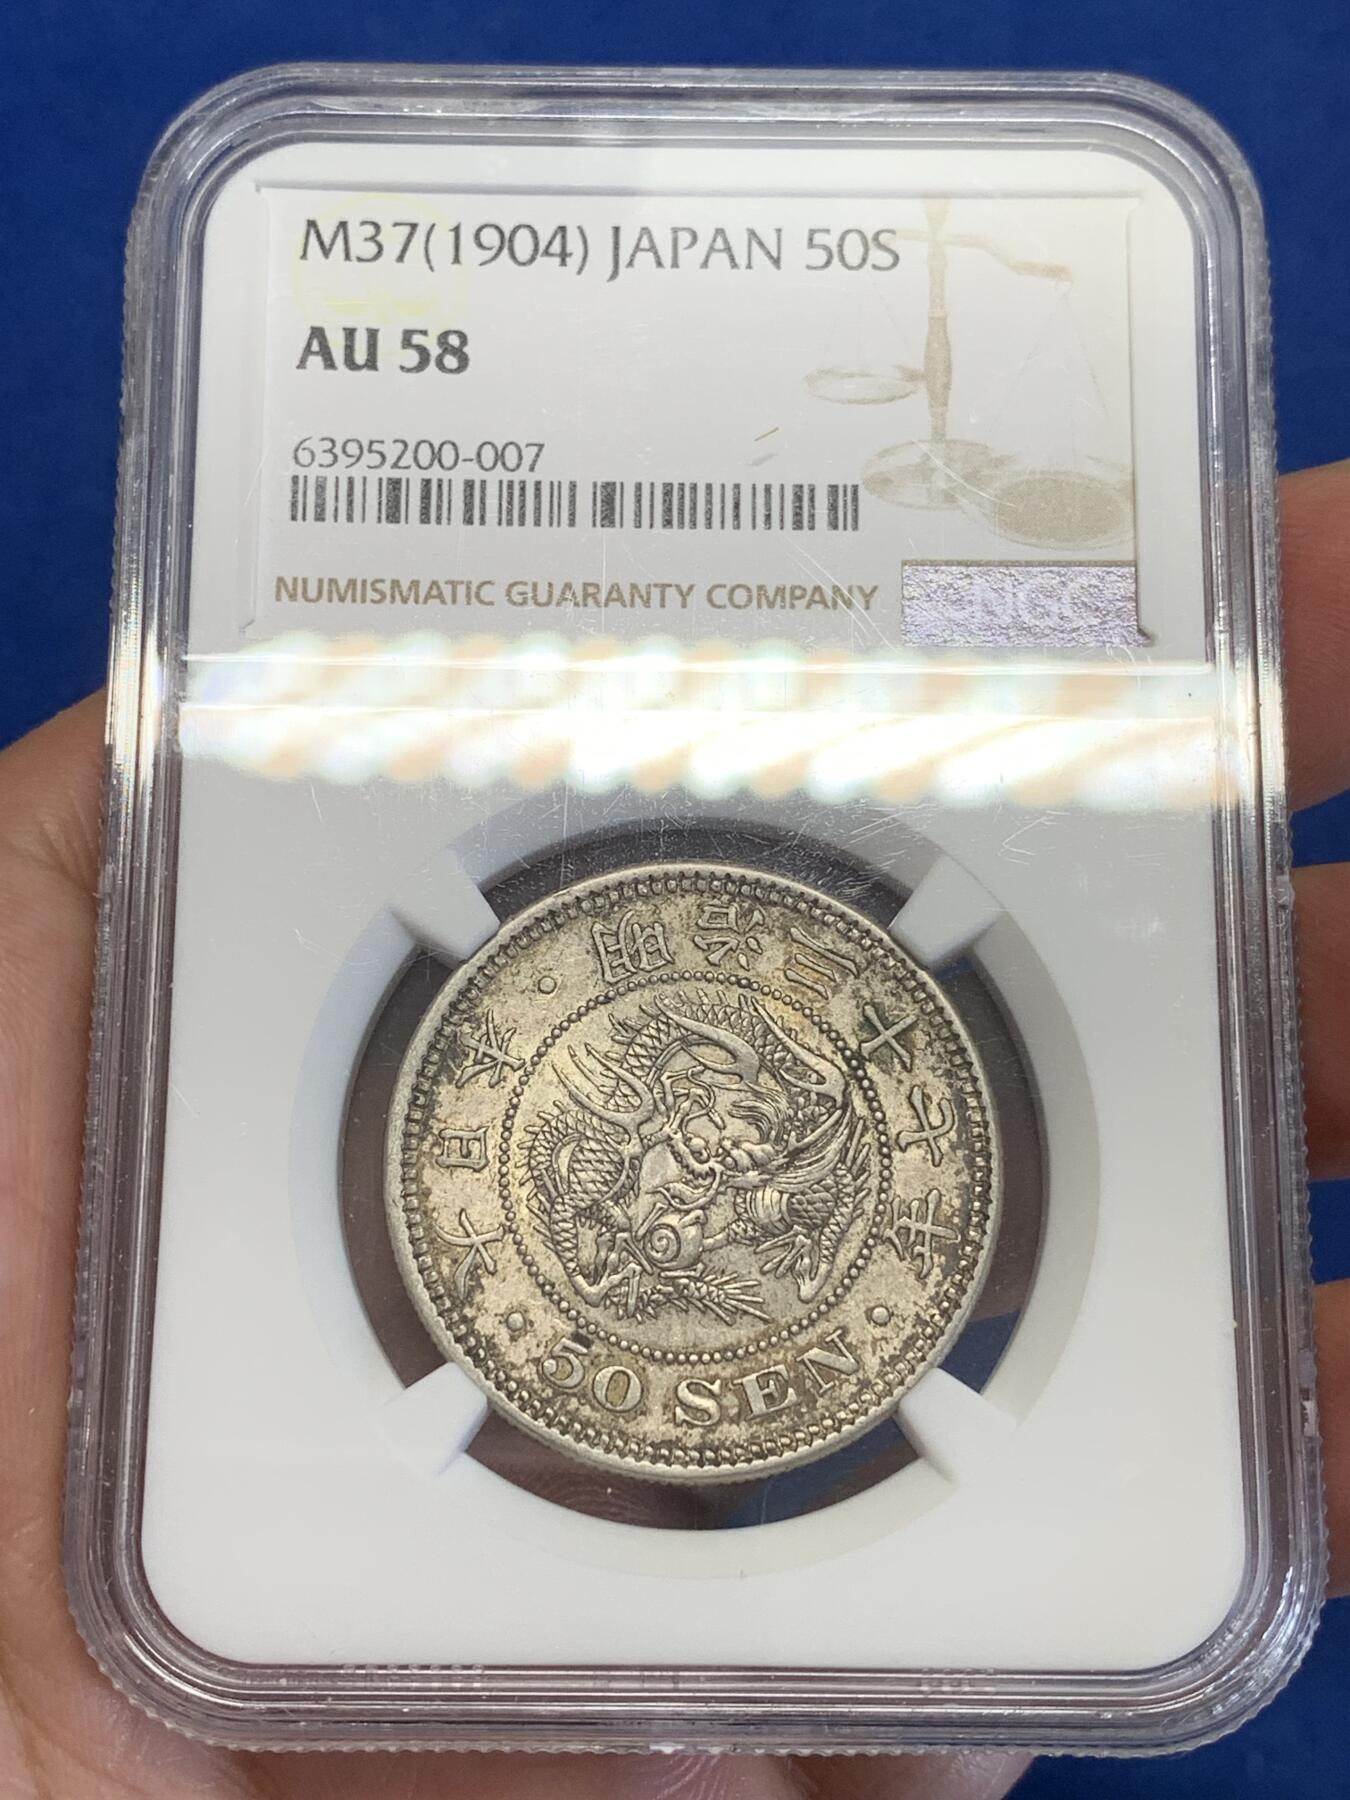 M37(1904) JAPAN 50S
AU 58
6395200-007
NUMISMATIC GUARANTY COMPANY
NGC
大日本・明治三十七年・
50 SEN